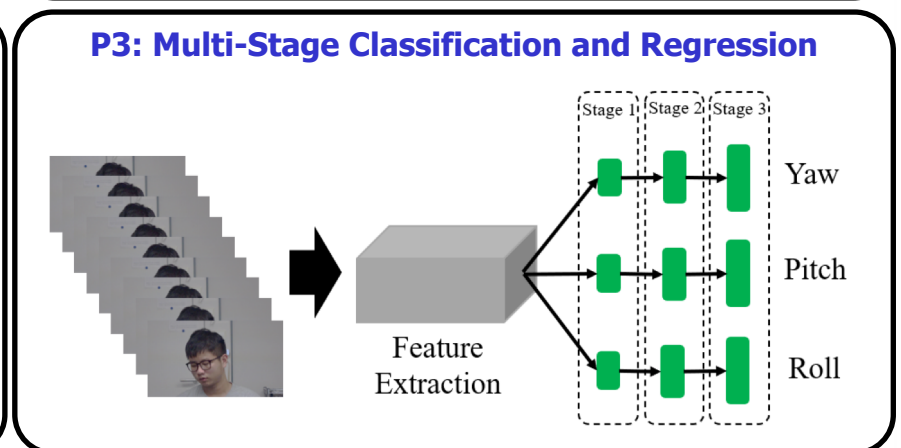 P3: Multi-Stage Classification and Regression
Stage 1 Stage 2 Stage 3
Yaw
Pitch
Roll
Feature
Extraction